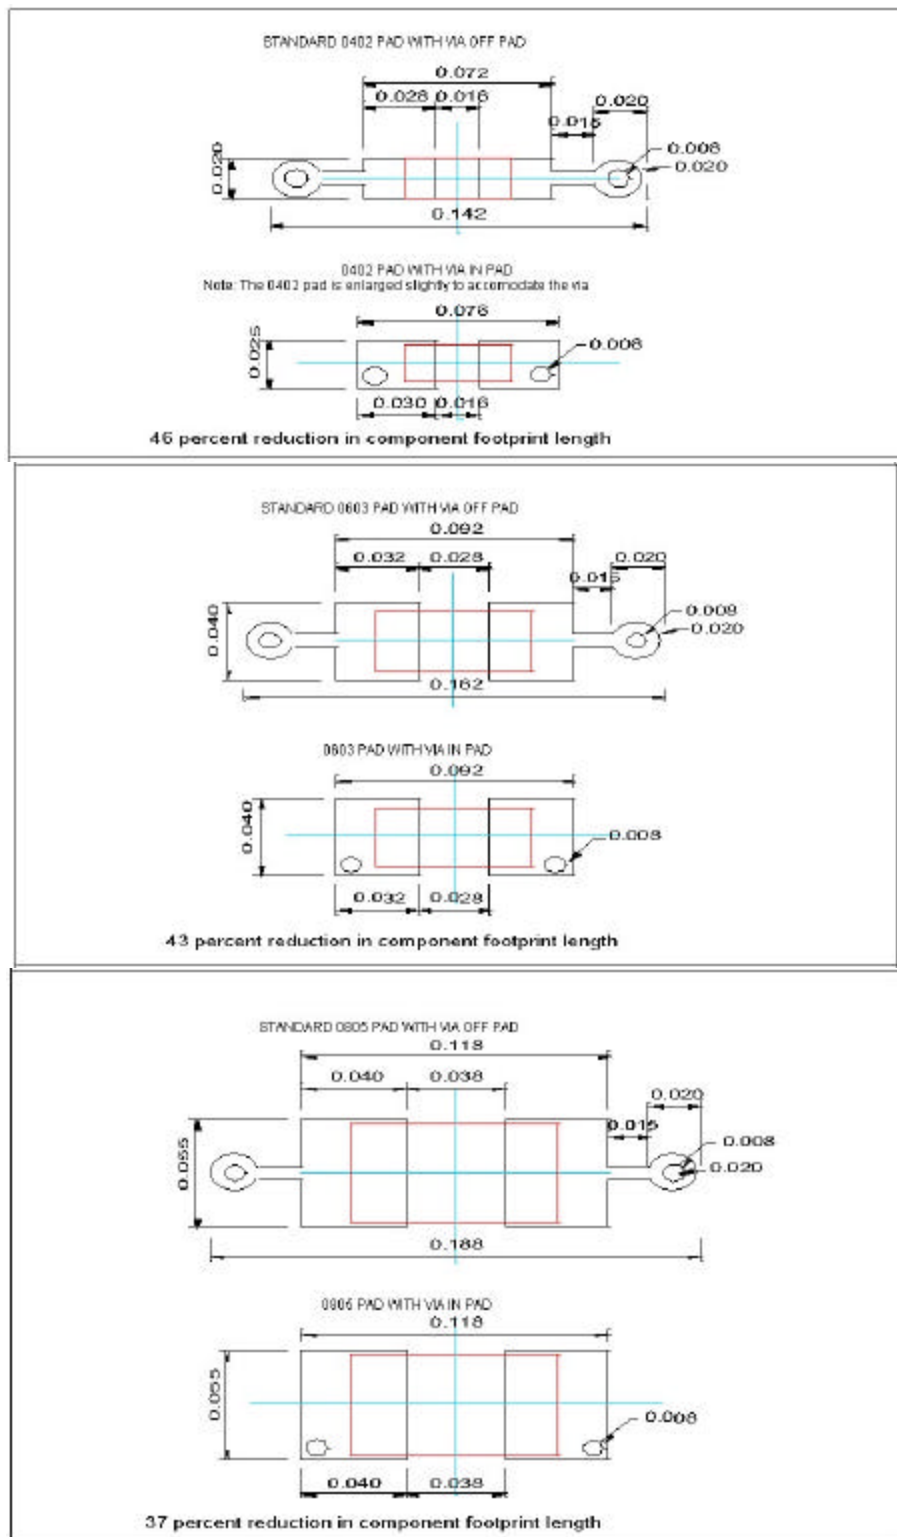 STANDARD 0402 PAD WITH VIA OFF PAD
0.072
0.028 0.016 0.020
0.015
0.008
0.020
0.020
0.142
0402 PAD WITH VIA IN PAD
Note: The 0402 pad is enlarged slightly to accomodate the via
0.076
0.025
0.008
0.030 0.016
46 percent reduction in component footprint length
STANDARD 0603 PAD WITH VIA OFF PAD
0.092
0.032 0.028 0.020
0.015
0.008
0.020
0.040
0.162
0603 PAD WITH VIA IN PAD
0.092
0.040
0.008
0.032 0.028
43 percent reduction in component footprint length
STANDARD 0805 PAD WITH VIA OFF PAD
0.118
0.040 0.038 0.020
0.015
0.008
0.020
0.055
0.188
0805 PAD WITH VIA IN PAD
0.118
0.055
0.008
0.040 0.038
37 percent reduction in component footprint length